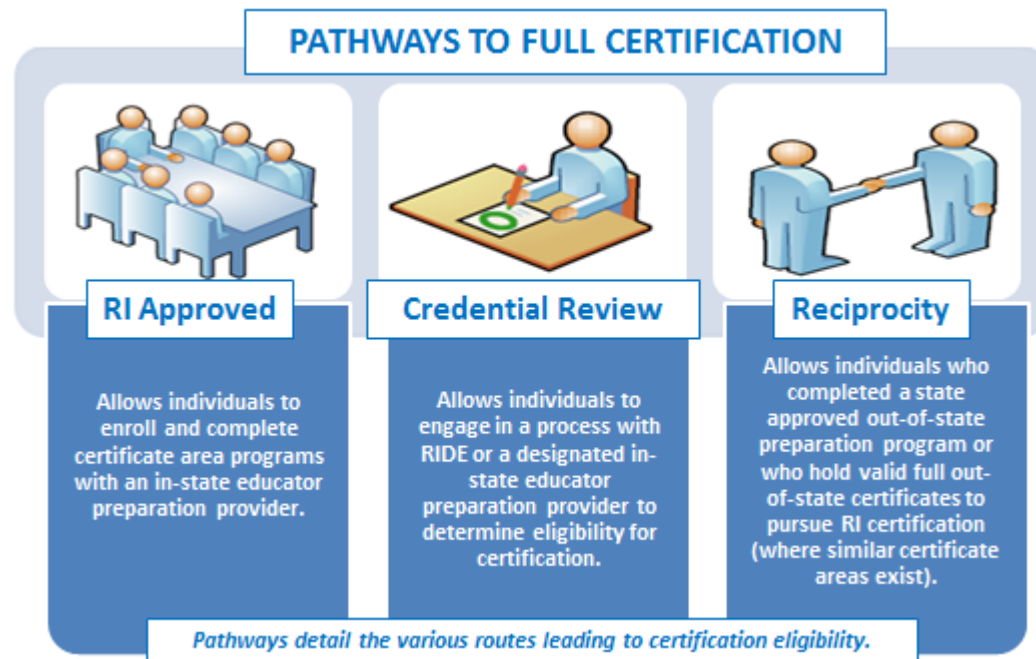 PATHWAYS TO FULL CERTIFICATION
RI Approved
Allows individuals to
enroll and complete
certificate area programs
with an in-state educator
preparation provider.
Credential Review
Allows individuals to
engage in a process with
RIDE or a designated in-
state educator
preparation provider to
determine eligibility for
certification.
Reciprocity
Allows individuals who
completed a state
approved out-of-state
preparation program or
who hold valid full out-
of-state certificates to
pursue RI certification
(where similar certificate
areas exist).
Pathways detail the various routes leading to certification eligibility.